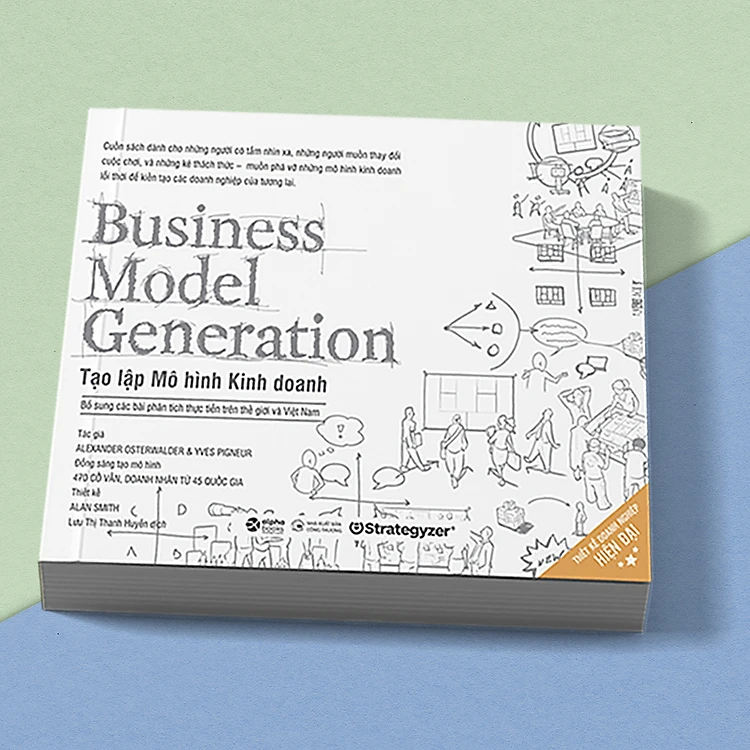 Cuốn sách dành cho những người có tầm nhìn xa, những người muốn thay đổi
cuộc chơi, và những kẻ thách thức – muốn phá vỡ những mô hình kinh doanh
lỗi thời để kiến tạo các doanh nghiệp của tương lai.
Business
Model
Generation
Tạo lập Mô hình Kinh doanh
Bổ sung các bài phân tích thực tiễn trên thế giới và Việt Nam
Tác giả
ALEXANDER OSTERWALDER & YVES PIGNEUR
Đồng sáng tạo mô hình
470 CỐ VẤN, DOANH NHÂN TỪ 45 QUỐC GIA
Thiết kế
ALAN SMITH
Lưu Thị Thanh Huyền dịch
alpha books
NHÀ XUẤT BẢN
CÔNG THƯƠNG
Strategyzer
THIẾT KẾ DOANH NGHIỆP
HIỆN ĐẠI